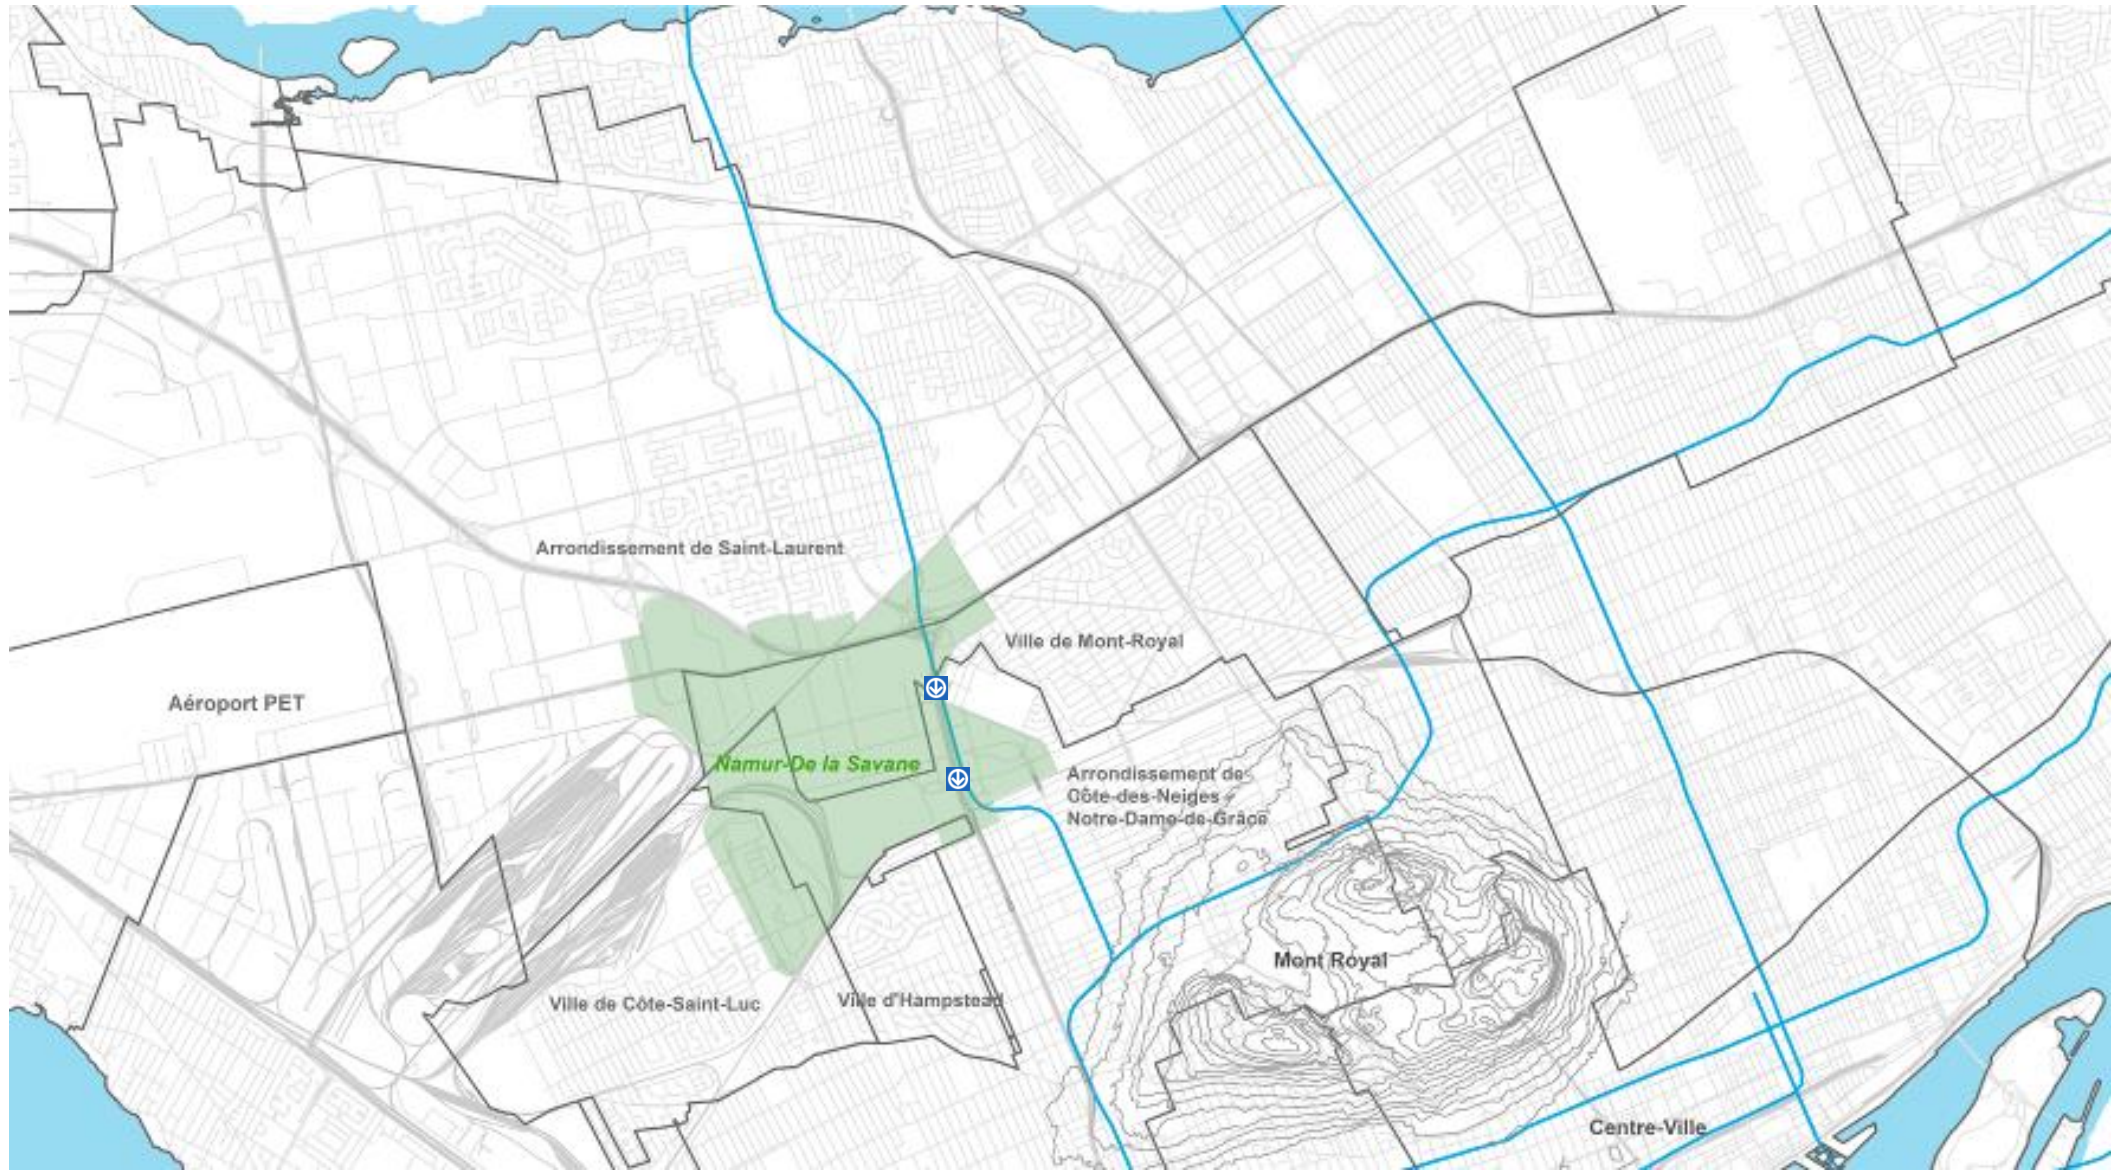 Arrondissement de Saint-Laurent
Ville de Mont-Royal
Aéroport PET
Namur-De la Savane
Arrondissement de
Côte-des-Neiges -
Notre-Dame-de-Grâce
Mont Royal
Ville de Côte-Saint-Luc
Ville d'Hampstead
Centre-Ville